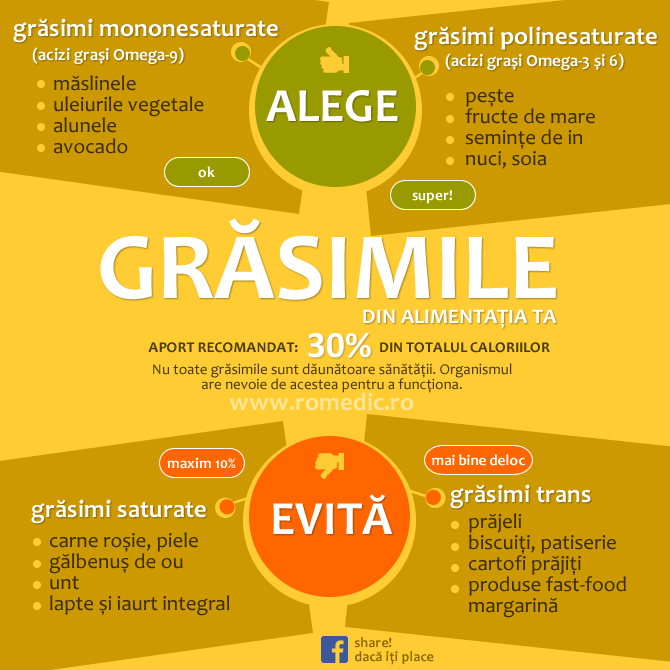 grăsimi mononesaturate
(acizi grași Omega-9)
măslinele
uleiurile vegetale
alunele
avocado
ok
ALEGE
grăsimi polinesaturate
(acizi grași Omega-3 și 6)
pește
fructe de mare
semințe de in
nuci, soia
super!
GRĂSIMILE
DIN ALIMENTAȚIA TA
APORT RECOMANDAT: 30% DIN TOTALUL CALORIILOR
Nu toate grăsimile sunt dăunătoare sănătății. Organismul
are nevoie de acestea pentru a funcționa.
www.romedic.ro
maxim 10%
grăsimi saturate
carne roșie, piele
gălbenuș de ou
unt
lapte și iaurt integral
EVITĂ
mai bine deloc
grăsimi trans
prăjeli
biscuiți, patiserie
cartofi prăjiți
produse fast-food
margarină
f
share!
dacă iți place